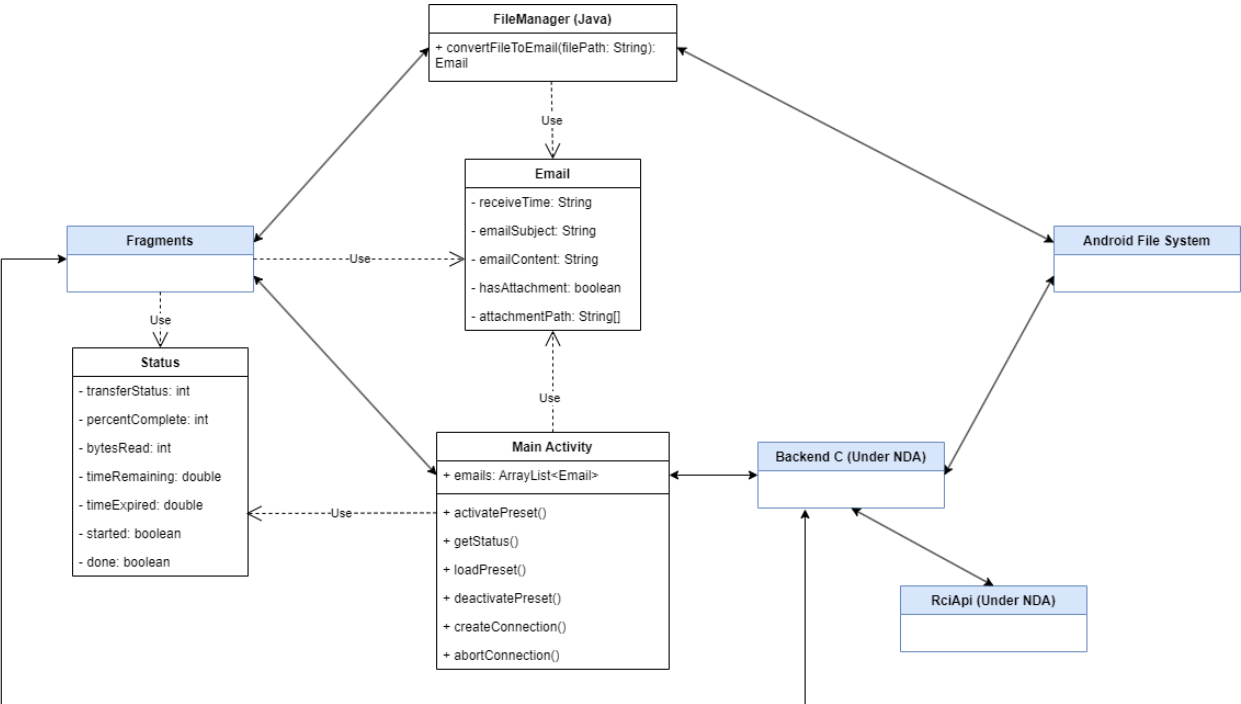 FileManager (Java)
+ convertFileToEmail(filePath: String):
Email
Use
Email
- receiveTime: String
- emailSubject: String
- emailContent: String
- hasAttachment: boolean
- attachmentPath: String[]
Fragments
Use
Android File System
Use
Status
- transferStatus: int
- percentComplete: int
- bytesRead: int
- timeRemaining: double
- timeExpired: double
- started: boolean
- done: boolean
Use
Use
Main Activity
+ emails: ArrayList<Email>
+ activatePreset()
+ getStatus()
+ loadPreset()
+ deactivatePreset()
+ createConnection()
+ abortConnection()
Backend C (Under NDA)
RciApi (Under NDA)